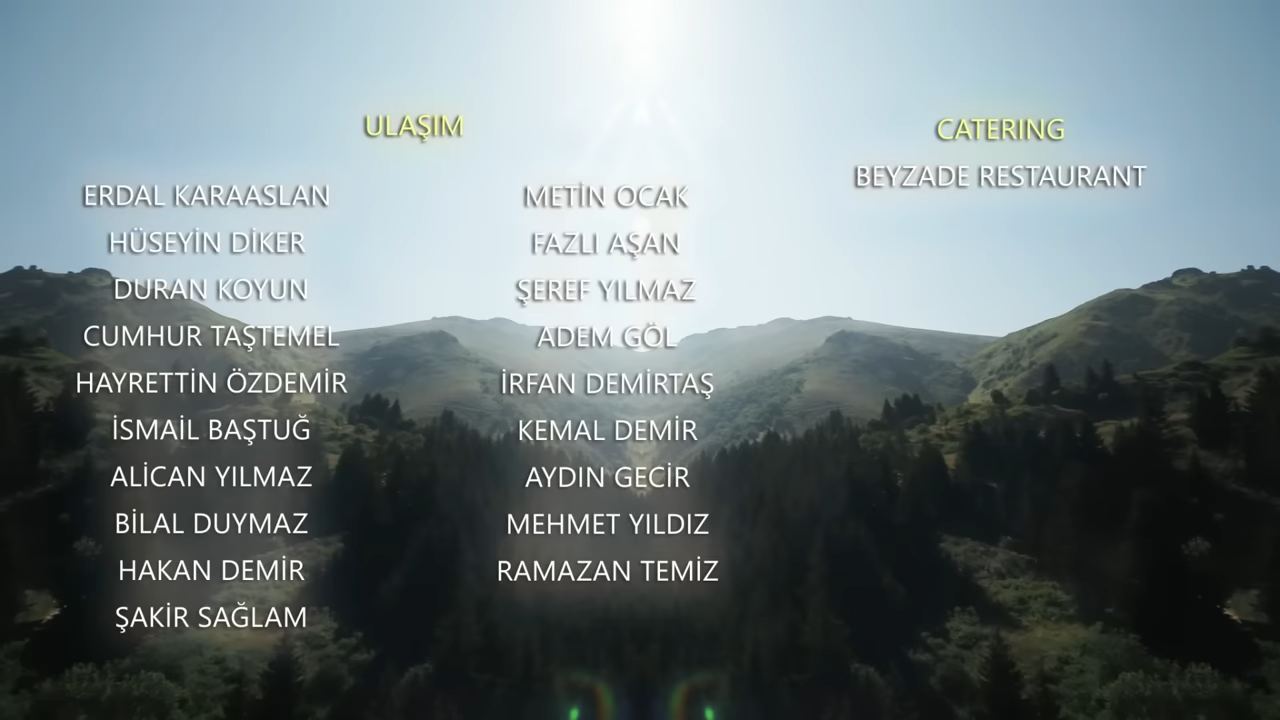 ULAŞIM
ERDAL KARAASLAN
HÜSEYİN DİKER
DURAN KOYUN
CUMHUR TAŞTEMEL
HAYRETTİN ÖZDEMİR
İSMAİL BAŞTUĞ
ALİCAN YILMAZ
BİLAL DUYMAZ
HAKAN DEMİR
ŞAKİR SAĞLAM
METİN OCAK
FAZLI AŞAN
ŞEREF YILMAZ
ADEM GÖL
İRFAN DEMİRTAŞ
KEMAL DEMİR
AYDIN GECİR
MEHMET YILDIZ
RAMAZAN TEMİZ
CATERING
BEYZADE RESTAURANT